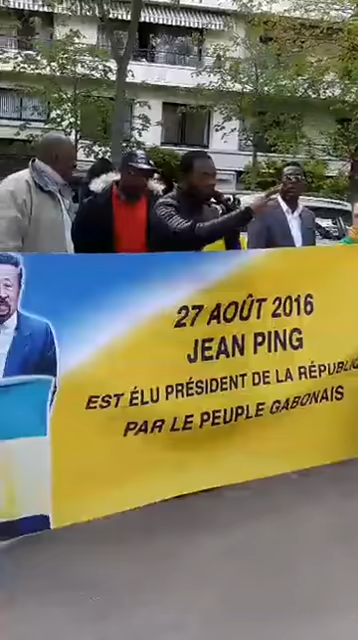 27 AOÛT 2016
JEAN PING
EST ÉLU PRÉSIDENT DE LA RÉPUBLIQ
PAR LE PEUPLE GABONAIS